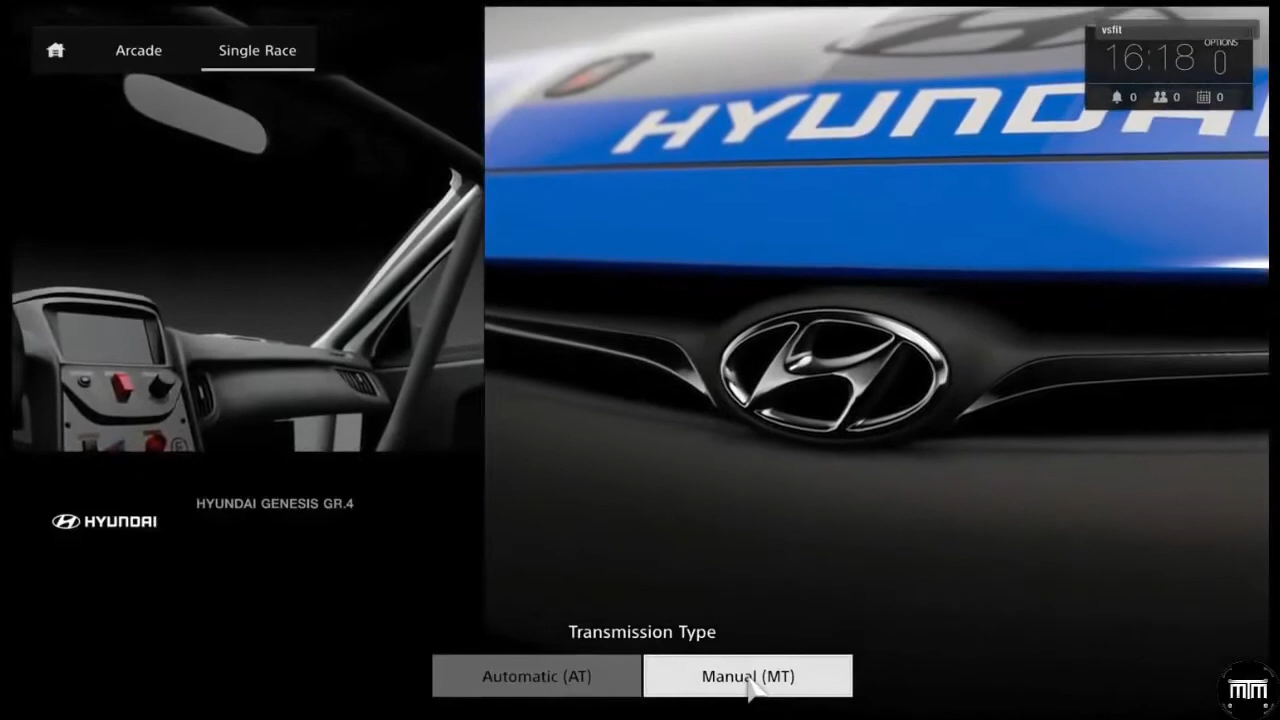 Arcade
Single Race
vsfit
OPTIONS
16:18
0
0
0
0
HYUNDAI
HYUNDAI GENESIS GR.4
HYUNDAI
Transmission Type
Automatic (AT)
Manual (MT)
MTM